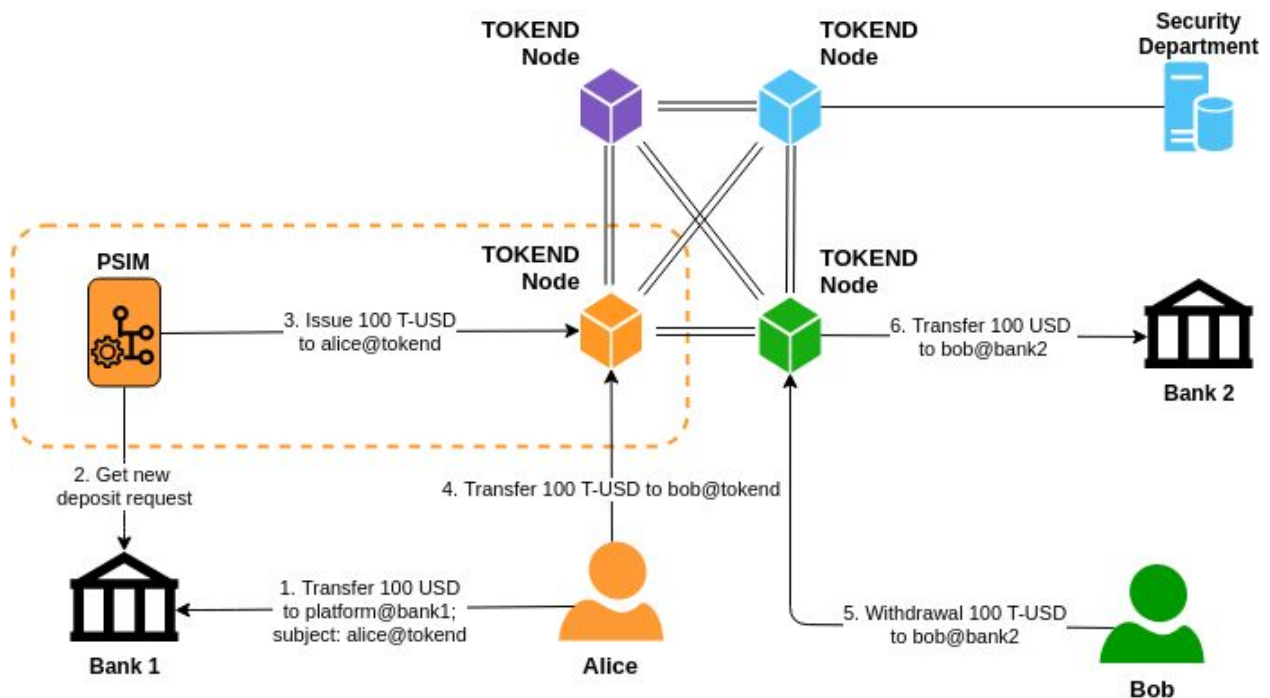 TOKEND
Node
TOKEND
Node
Security
Department
PSIM
TOKEND
Node
TOKEND
Node
3. Issue 100 T-USD
to alice@tokend
6. Transfer 100 USD
to bob@bank2
Bank 2
2. Get new
deposit request
4. Transfer 100 T-USD to bob@tokend
1. Transfer 100 USD
to platform@bank1;
subject: alice@tokend
5. Withdrawal 100 T-USD
to bob@bank2
Bank 1
Alice
Bob